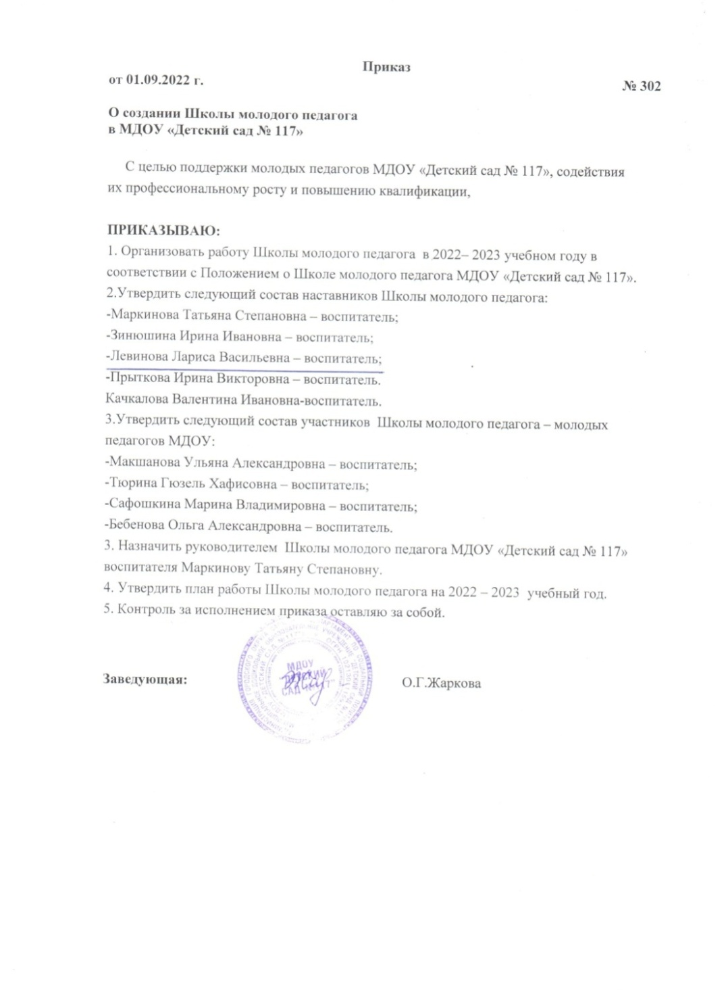 Приказ
от 01.09.2022 г.
№ 302
О создании Школы молодого педагога
в МДОУ «Детский сад № 117»
С целью поддержки молодых педагогов МДОУ «Детский сад № 117», содействия
их профессиональному росту и повышению квалификации,
ПРИКАЗЫВАЮ:
1. Организовать работу Школы молодого педагога в 2022– 2023 учебном году в
соответствии с Положением о Школе молодого педагога МДОУ «Детский сад № 117».
2.Утвердить следующий состав наставников Школы молодого педагога:
-Маркинова Татьяна Степановна – воспитатель;
-Зинюшина Ирина Ивановна – воспитатель;
-Левинова Лариса Васильевна – воспитатель;
-Прыткова Ирина Викторовна – воспитатель.
Качкалова Валентина Ивановна-воспитатель.
3.Утвердить следующий состав участников Школы молодого педагога – молодых
педагогов МДОУ:
-Макшанова Ульяна Александровна – воспитатель;
-Тюрина Гюзель Хафисовна – воспитатель;
-Сафошкина Марина Владимировна – воспитатель;
-Бебенова Ольга Александровна – воспитатель.
3. Назначить руководителем Школы молодого педагога МДОУ «Детский сад № 117»
воспитателя Маркинову Татьяну Степановну.
4. Утвердить план работы Школы молодого педагога на 2022 – 2023 учебный год.
5. Контроль за исполнением приказа оставляю за собой.
МДОУ
САД
Заведующая:
О.Г.Жаркова